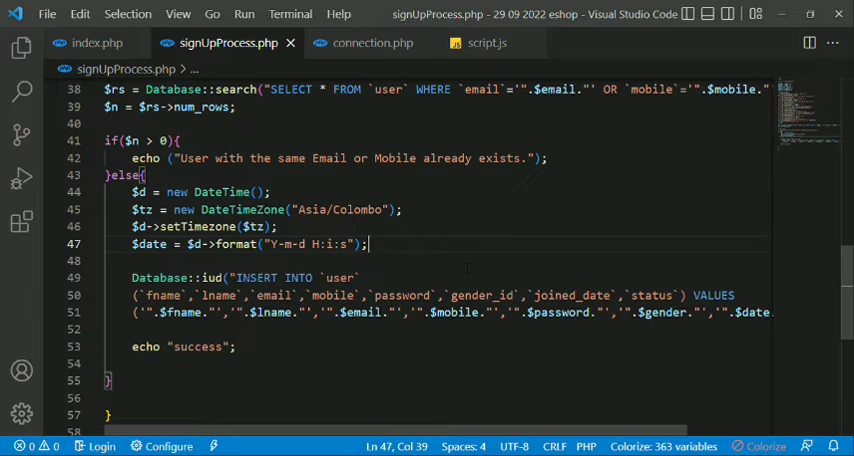 File Edit Selection View Go Run Terminal Help signUpProcess.php - 29 09 2022 eshop - Visual Studio Code
index.php signUpProcess.php connection.php JS script.js
signUpProcess.php > ...
38 $rs = Database::search("SELECT * FROM `user` WHERE `email`='".$email."' OR `mobile`='".$mobile."'
39 $n = $rs->num_rows;
40
41 if($n > 0){
42 echo ("User with the same Email or Mobile already exists.");
43 }else{
44 $d = new DateTime();
45 $tz = new DateTimeZone("Asia/Colombo");
46 $d->setTimezone($tz);
47 $date = $d->format("Y-m-d H:i:s");
48
49 Database::iud("INSERT INTO `user`
50 (`fname`,`lname`,`email`,`mobile`,`password`,`gender_id`,`joined_date`,`status`) VALUES
51 ('".$fname."','".$lname."','".$email."','".$mobile."','".$password."','".$gender."','".$date.
52
53 echo "success";
54
55 }
56
57 }
58
0 0 Login Configure Ln 47, Col 39 Spaces: 4 UTF-8 CRLF PHP Colorize: 363 variables Colorize